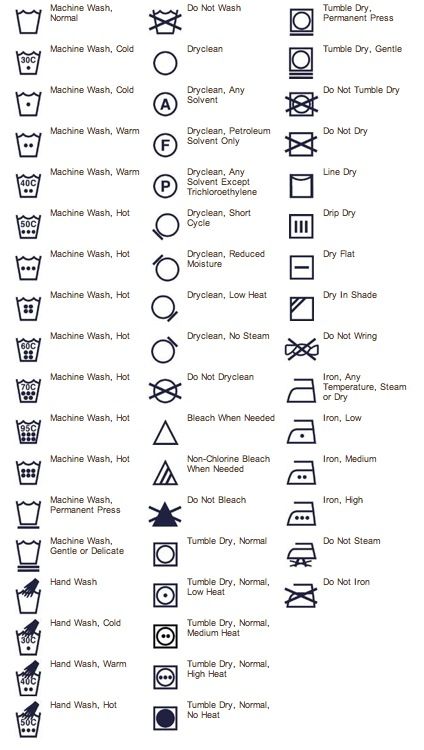 Machine Wash,
Normal
30C
Machine Wash, Cold
Machine Wash, Cold
Machine Wash, Warm
40C
Machine Wash, Warm
50C
Machine Wash, Hot
Machine Wash, Hot
Machine Wash, Hot
60C
Machine Wash, Hot
70C
Machine Wash, Hot
95C
Machine Wash, Hot
Machine Wash, Hot
Machine Wash,
Permanent Press
Machine Wash,
Gentle or Delicate
Hand Wash
30C
Hand Wash, Cold
40C
Hand Wash, Warm
50C
Hand Wash, Hot
Do Not Wash
Dryclean
A
Dryclean, Any
Solvent
F
Dryclean, Petroleum
Solvent Only
P
Dryclean, Any
Solvent Except
Trichloroethylene
Dryclean, Short
Cycle
Dryclean, Reduced
Moisture
Dryclean, Low Heat
Dryclean, No Steam
Do Not Dryclean
Bleach When Needed
Non-Chlorine Bleach
When Needed
Do Not Bleach
Tumble Dry, Normal
Tumble Dry, Normal,
Low Heat
Tumble Dry, Normal,
Medium Heat
Tumble Dry, Normal,
High Heat
Tumble Dry, Normal,
No Heat
Tumble Dry,
Permanent Press
Tumble Dry, Gentle
Do Not Tumble Dry
Do Not Dry
Line Dry
Drip Dry
Dry Flat
Dry In Shade
Do Not Wring
Iron, Any
Temperature, Steam
or Dry
Iron, Low
Iron, Medium
Iron, High
Do Not Steam
Do Not Iron